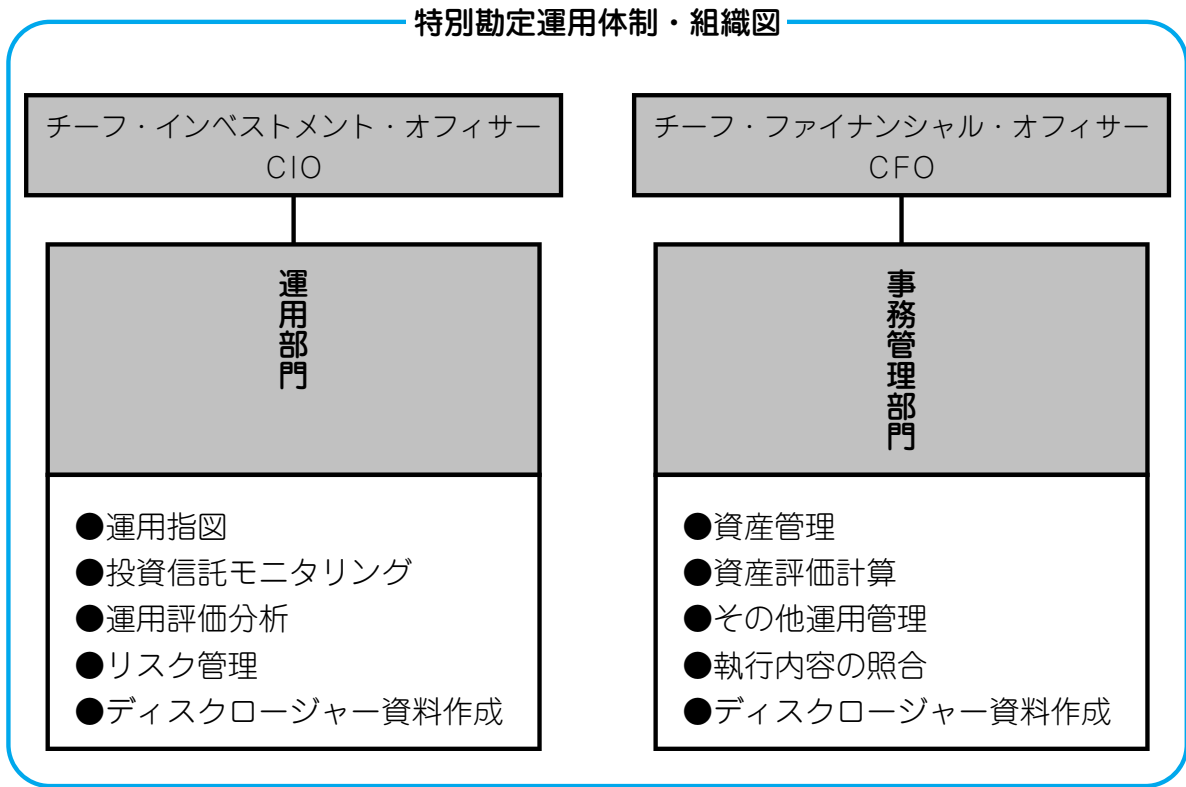 特別勘定運用体制・組織図
チーフ・インベストメント・オフィサー
CIO
運用部門
●運用指図
●投資信託モニタリング
●運用評価分析
●リスク管理
●ディスクロージャー資料作成
チーフ・ファイナンシャル・オフィサー
CFO
事務管理部門
●資産管理
●資産評価計算
●その他運用管理
●執行内容の照合
●ディスクロージャー資料作成